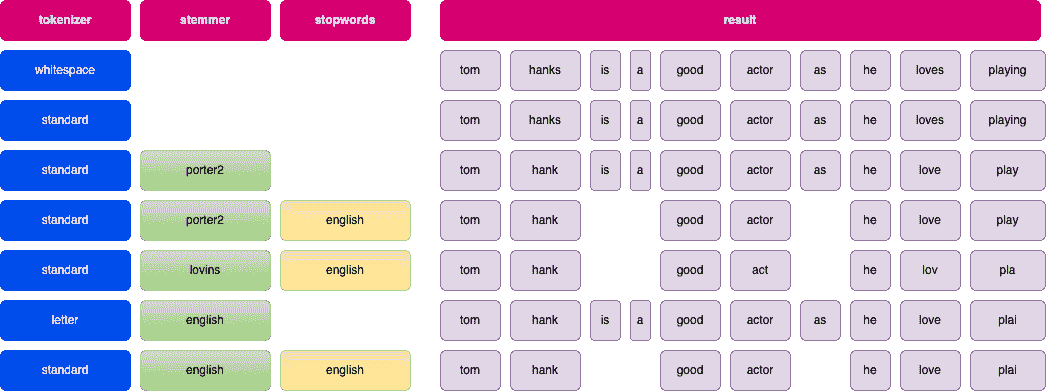 tokenizer stemmer stopwords result
whitespace tom hanks is a good actor as he loves playing
standard tom hanks is a good actor as he loves playing
standard porter2 tom hank is a good actor as he love play
standard porter2 english tom hank good actor he love play
standard lovins english tom hank good act he lov pla
letter english tom hank is a good actor as he love plai
standard english english tom hank good actor he love plai